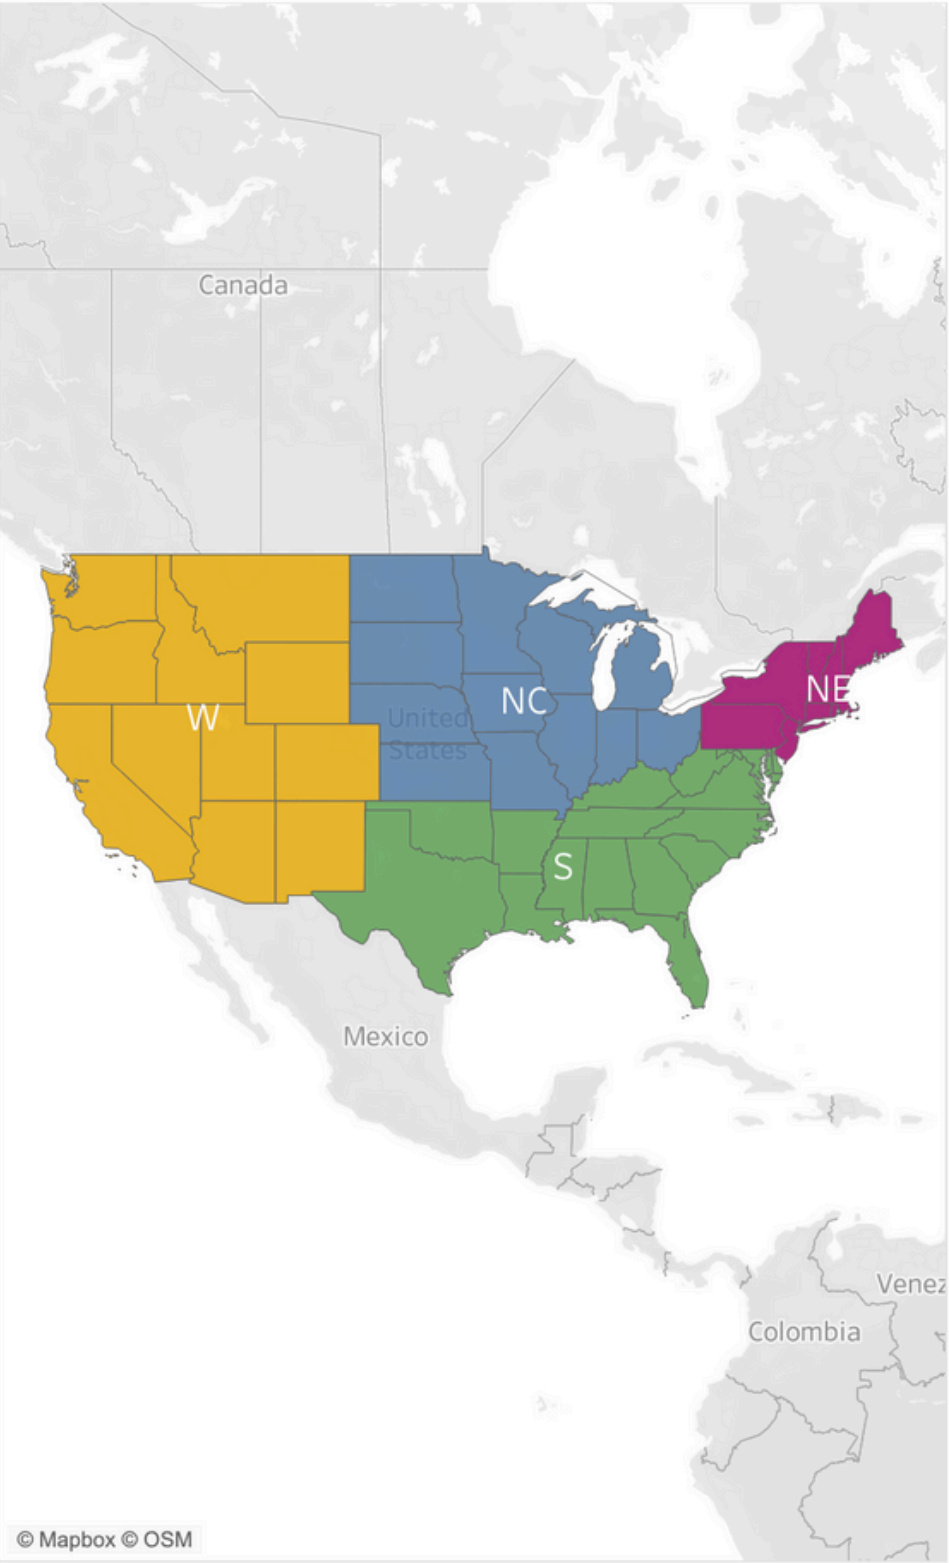 Canada
NE
NC
W
United
States
S
Mexico
Venez
Colombia
© Mapbox © OSM